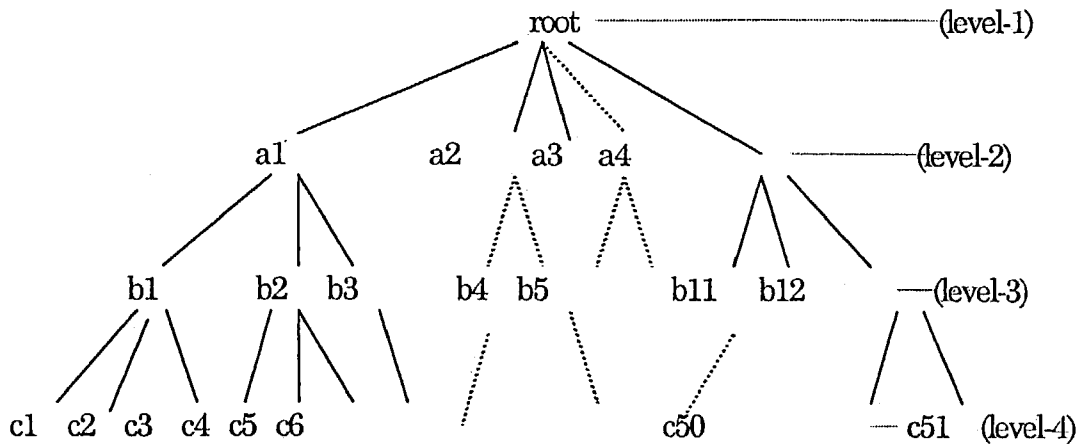 root (level-1)
a1 a2 a3 a4 (level-2)
b1 b2 b3 b4 b5 b11 b12 (level-3)
c1 c2 c3 c4 c5 c6 c50 c51 (level-4)